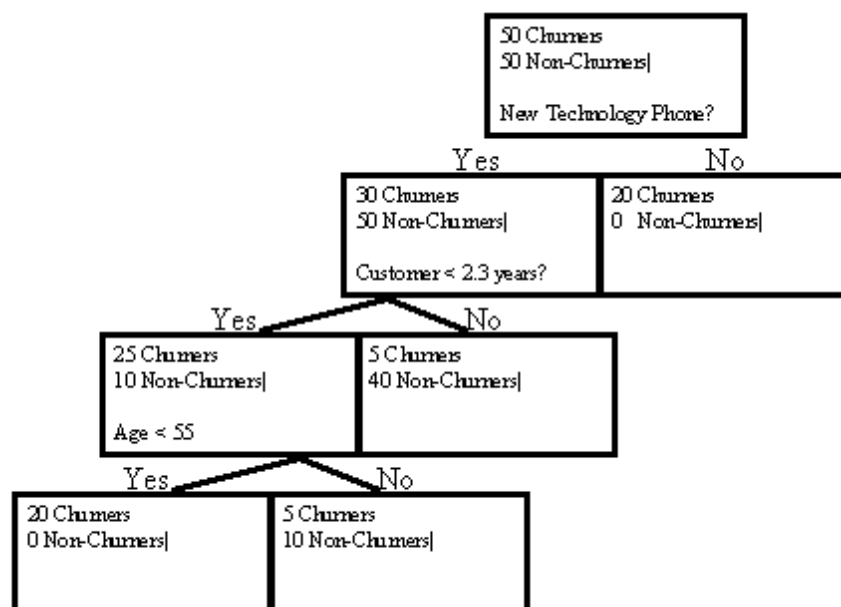 50 Churners
50 Non-Churners|
New Technology Phone?
Yes No
30 Churners
50 Non-Churners|
Customer < 2.3 years?
20 Churners
0 Non-Churners|
Yes No
25 Churners
10 Non-Churners|
Age < 55
5 Churners
40 Non-Churners|
Yes No
20 Churners
0 Non-Churners|
5 Churners
10 Non-Churners|